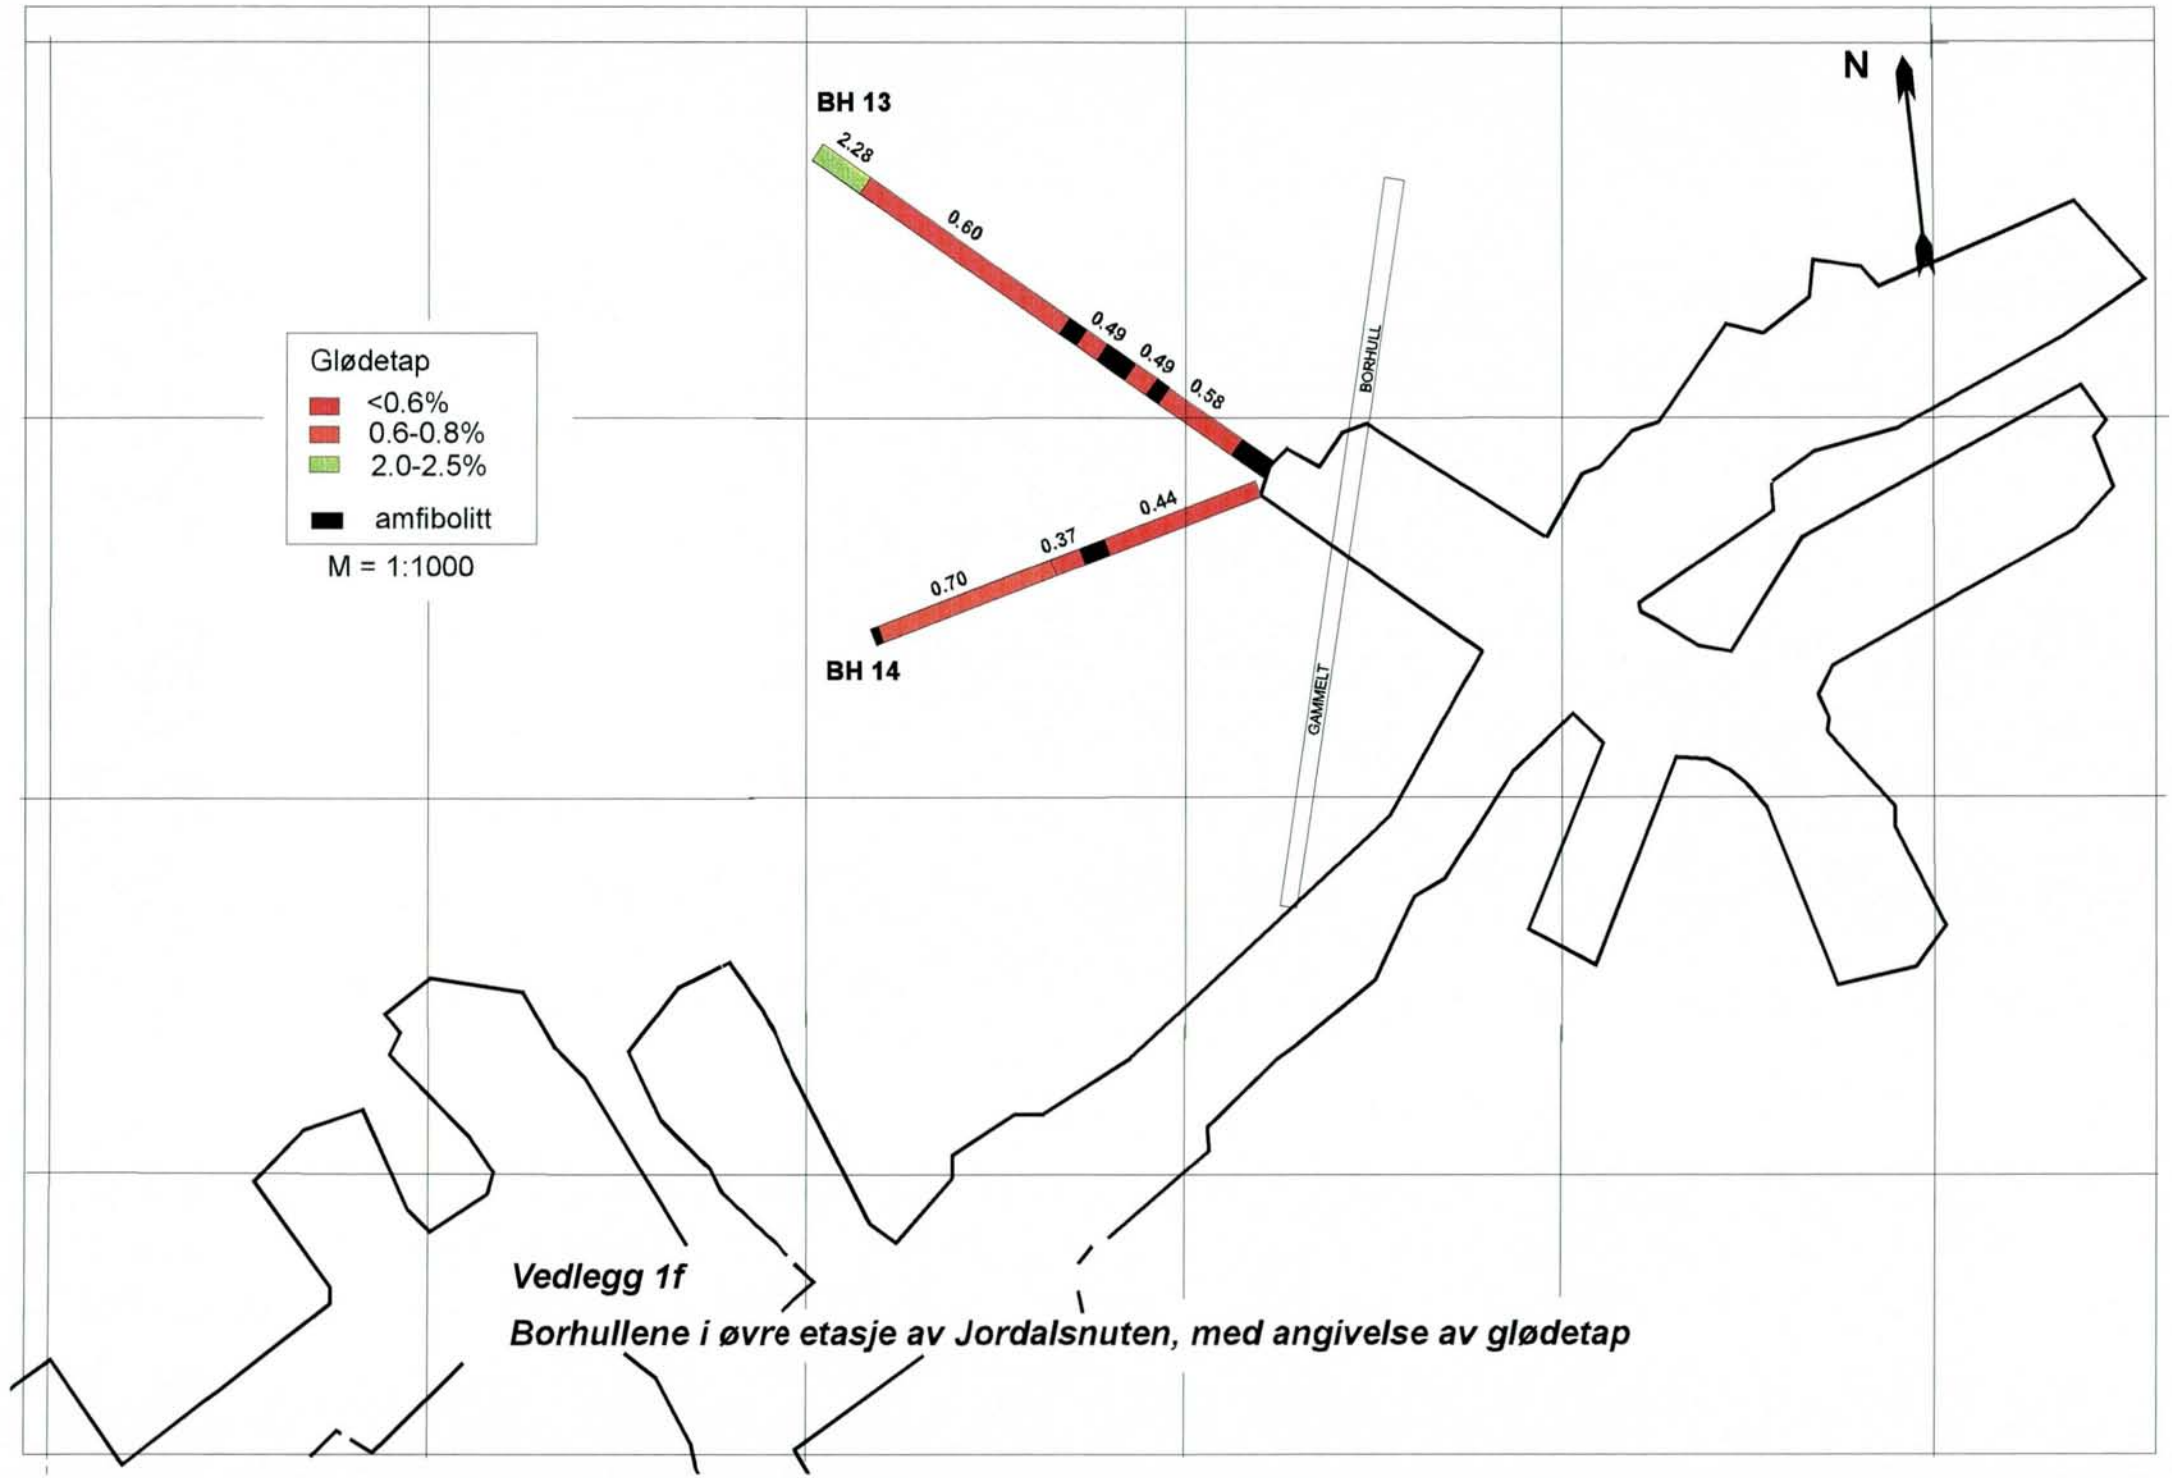 N
BH 13
2.28
0.60
0.49
0.49
0.58
BORHULL
Glødetap
<0.6%
0.6-0.8%
2.0-2.5%
amfibolitt
M = 1:1000
0.44
0.37
0.70
BH 14
GAMMELT
Vedlegg 1f
Borhullene i øvre etasje av Jordalsnuten, med angivelse av glødetap